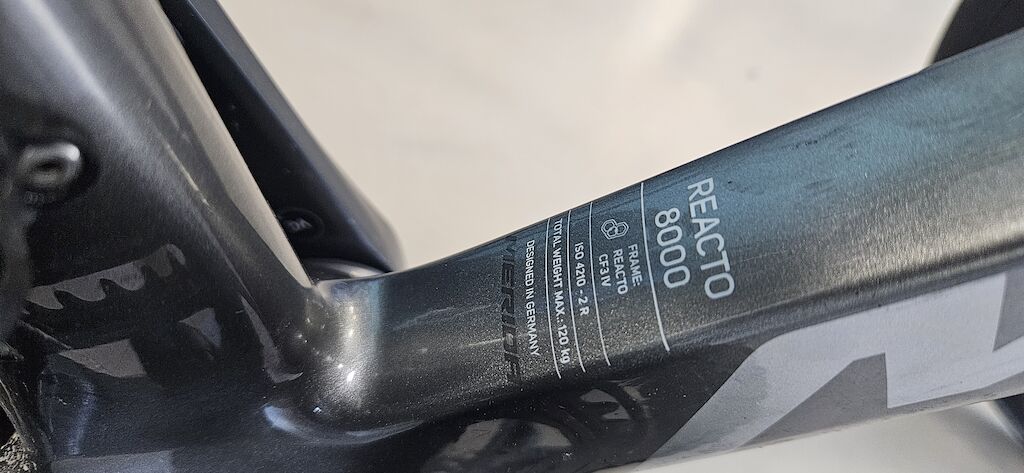 REACTO
8000
FRAME:
REACTO
CF3 IV
ISO 4210 - 2 R
TOTAL WEIGHT MAX.: 120 kg
DESIGNED IN GERMANY
MERIDA